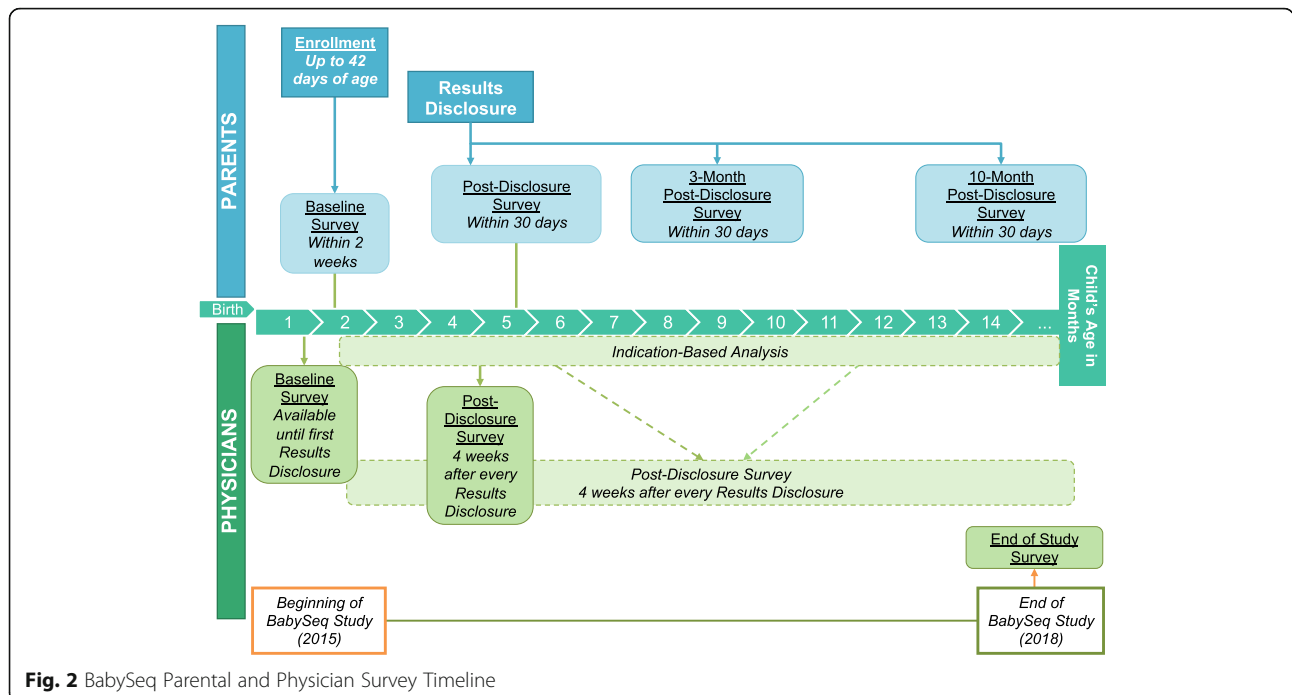 PARENTS
Enrollment
Up to 42
days of age
Results
Disclosure
Baseline
Survey
Within 2
weeks
Post-Disclosure
Survey
Within 30 days
3-Month
Post-Disclosure
Survey
Within 30 days
10-Month
Post-Disclosure
Survey
Within 30 days
Birth
1 2 3 4 5 6 7 8 9 10 11 12 13 14 ...
Child's Age in
Months
PHYSICIANS
Indication-Based Analysis
Baseline
Survey
Available
until first
Results
Disclosure
Post-
Disclosure
Survey
4 weeks
after every
Results
Disclosure
Post-Disclosure Survey
4 weeks after every Results Disclosure
End of Study
Survey
Beginning of
BabySeq Study
(2015)
End of
BabySeq Study
(2018)
Fig. 2 BabySeq Parental and Physician Survey Timeline